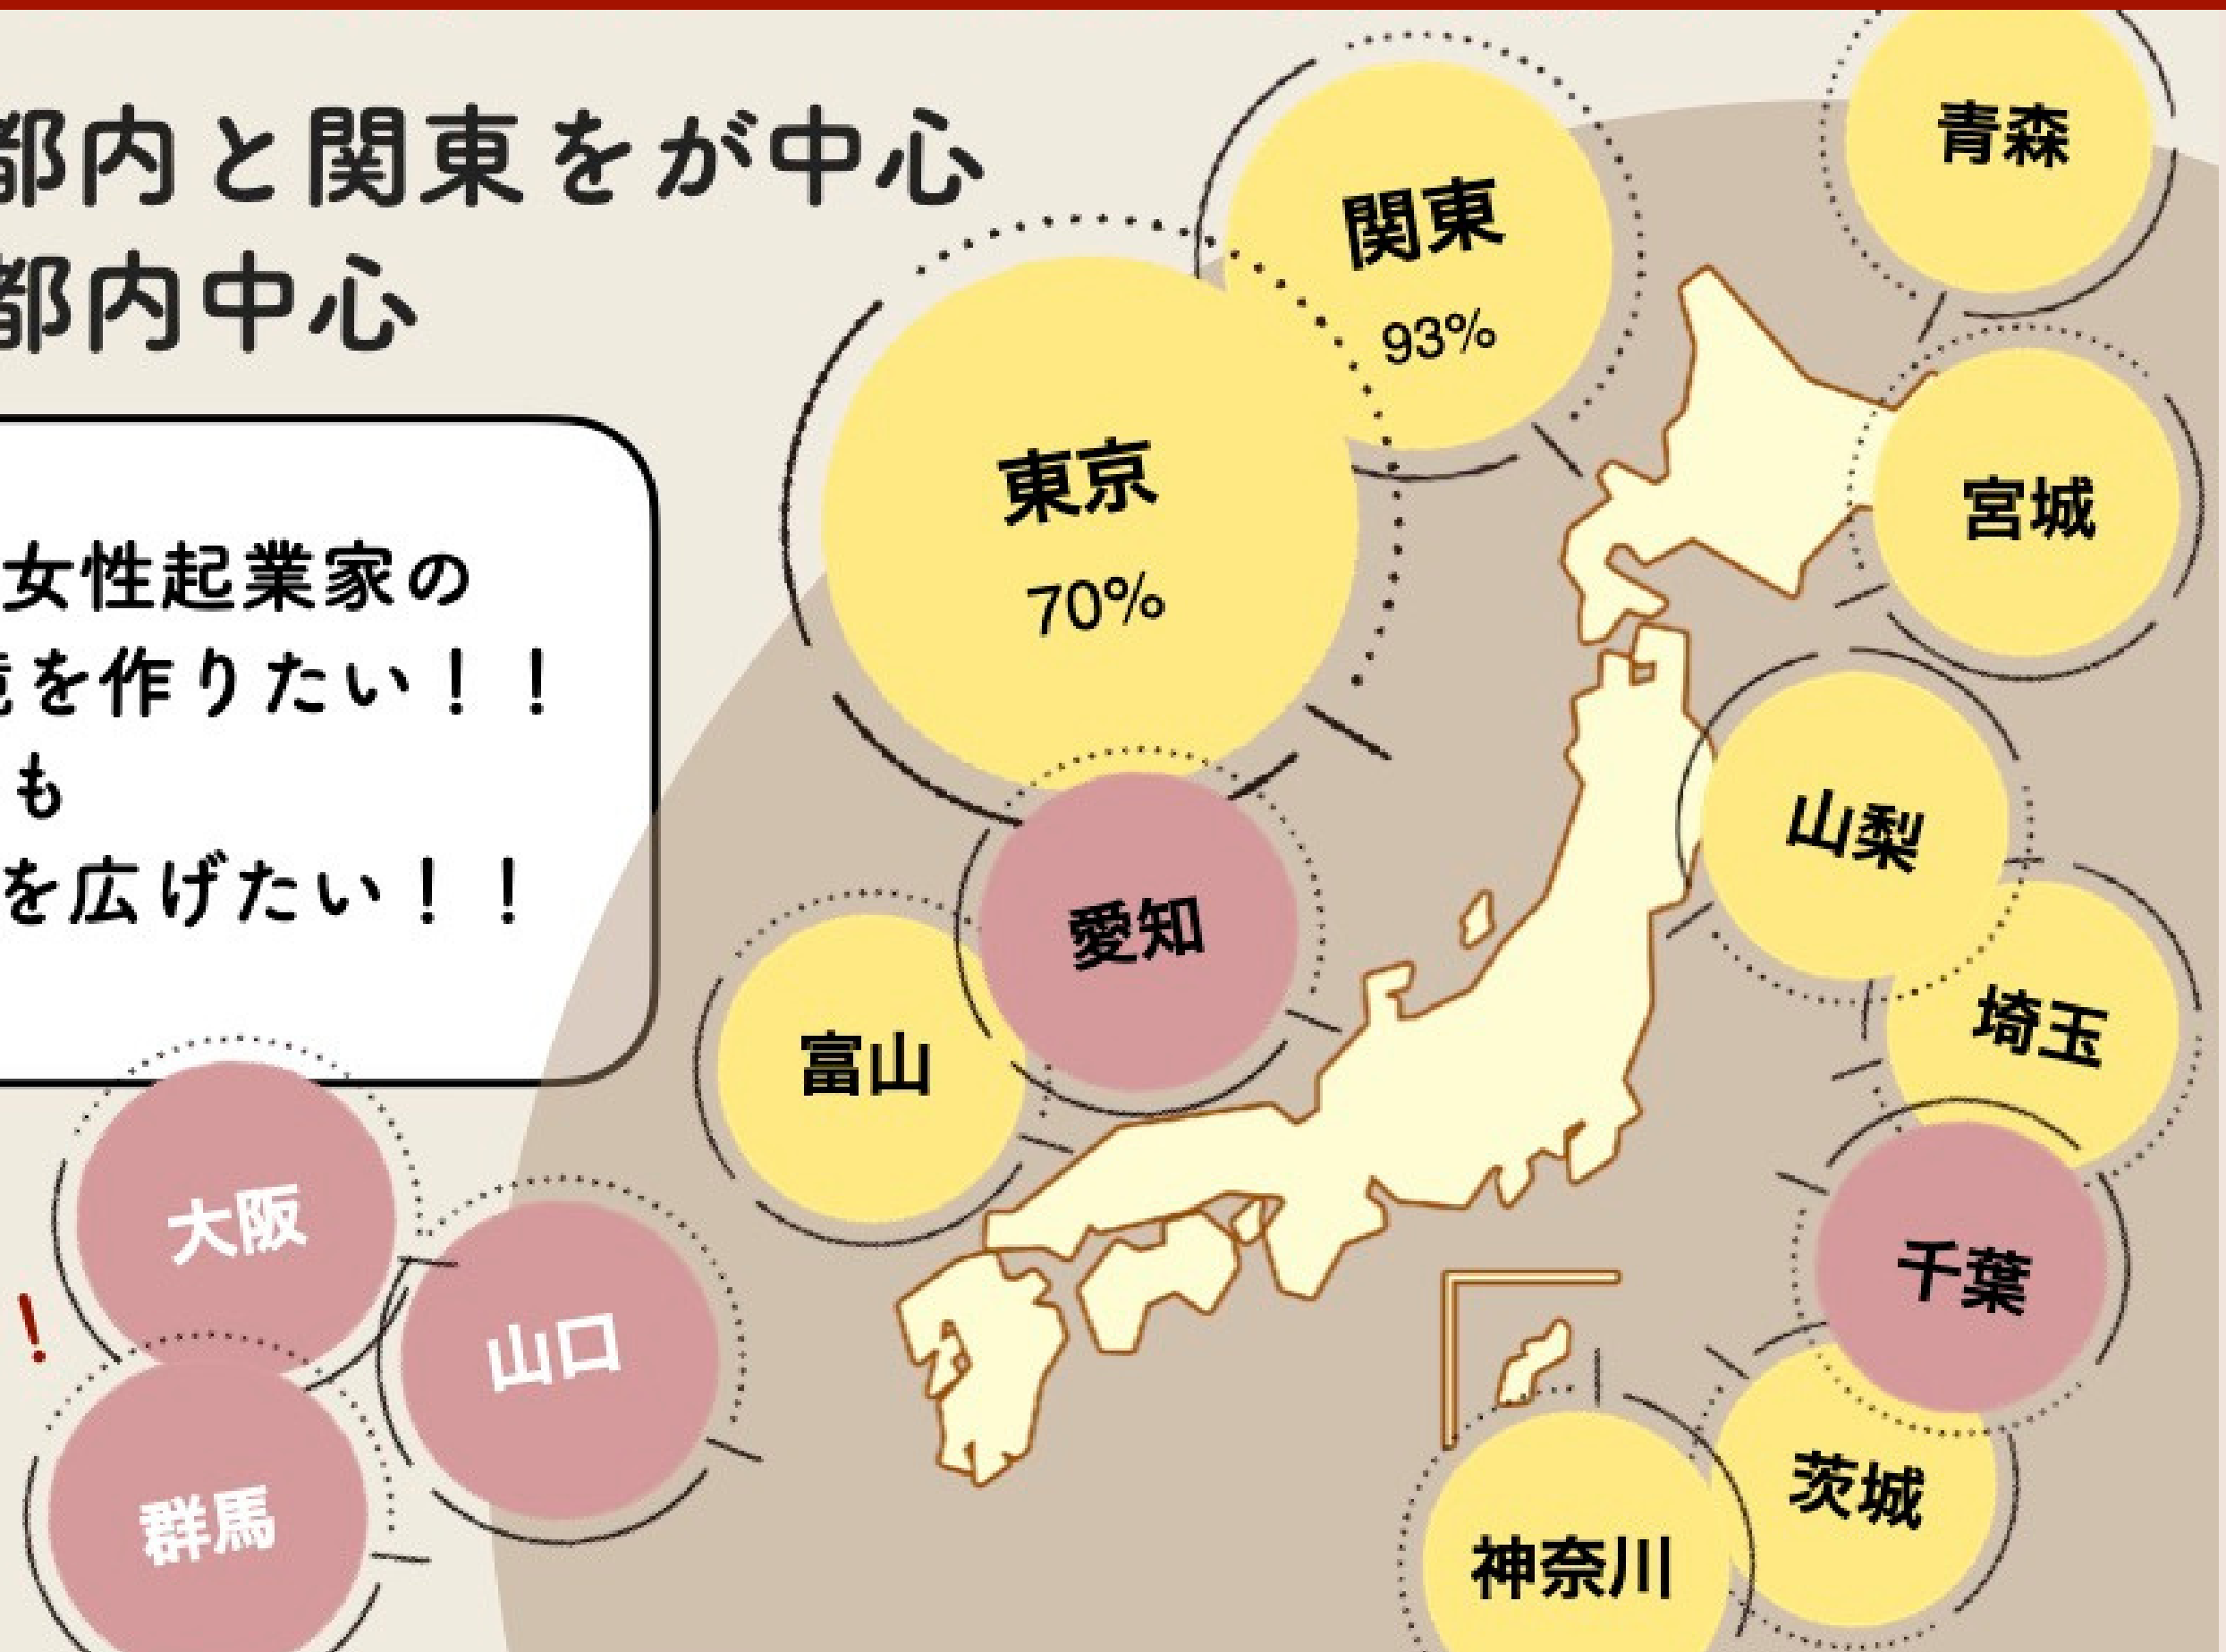 都内と関東をが中心
都内中心
女性起業家の
を作りたい！！
も
を広げたい！！
関東
93%
東京
70%
青森
宮城
山梨
埼玉
千葉
茨城
神奈川
愛知
富山
大阪
山口
群馬
！